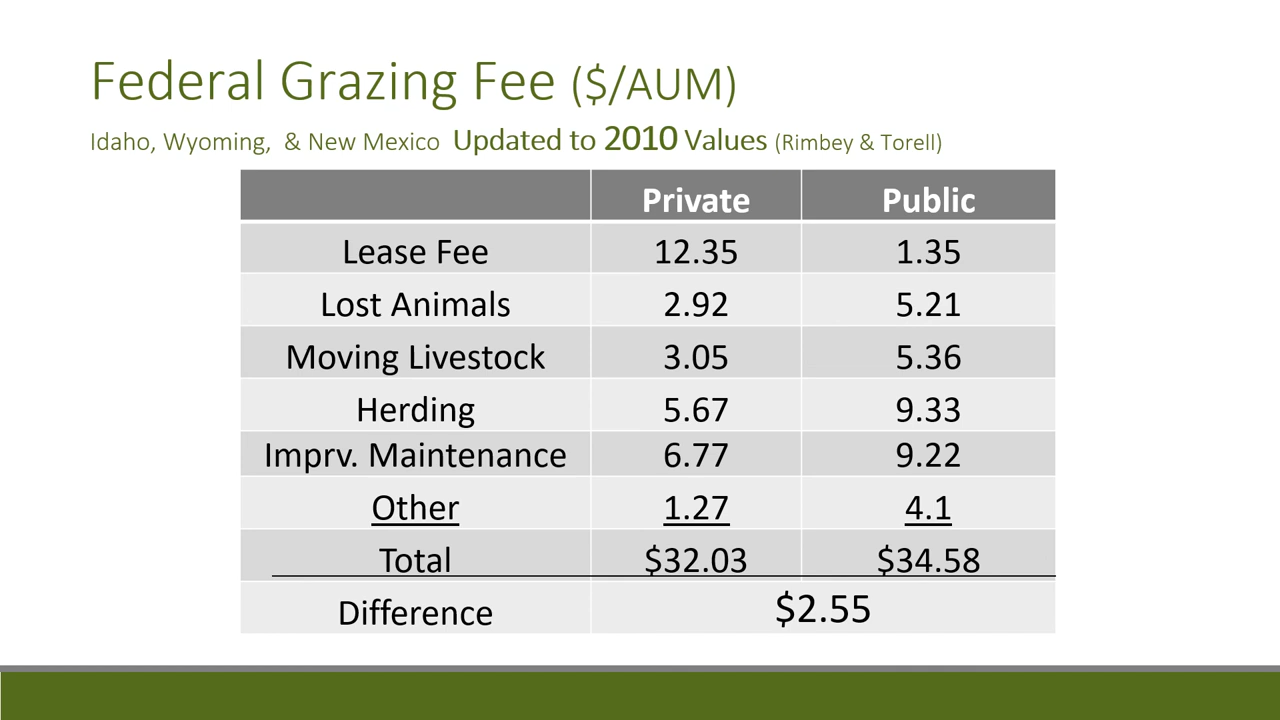 Federal Grazing Fee ($/AUM)
Idaho, Wyoming, & New Mexico Updated to 2010 Values (Rimbey & Torell)
Private Public
Lease Fee 12.35 1.35
Lost Animals 2.92 5.21
Moving Livestock 3.05 5.36
Herding 5.67 9.33
Imprv. Maintenance 6.77 9.22
Other 1.27 4.1
Total $32.03 $34.58
Difference $2.55